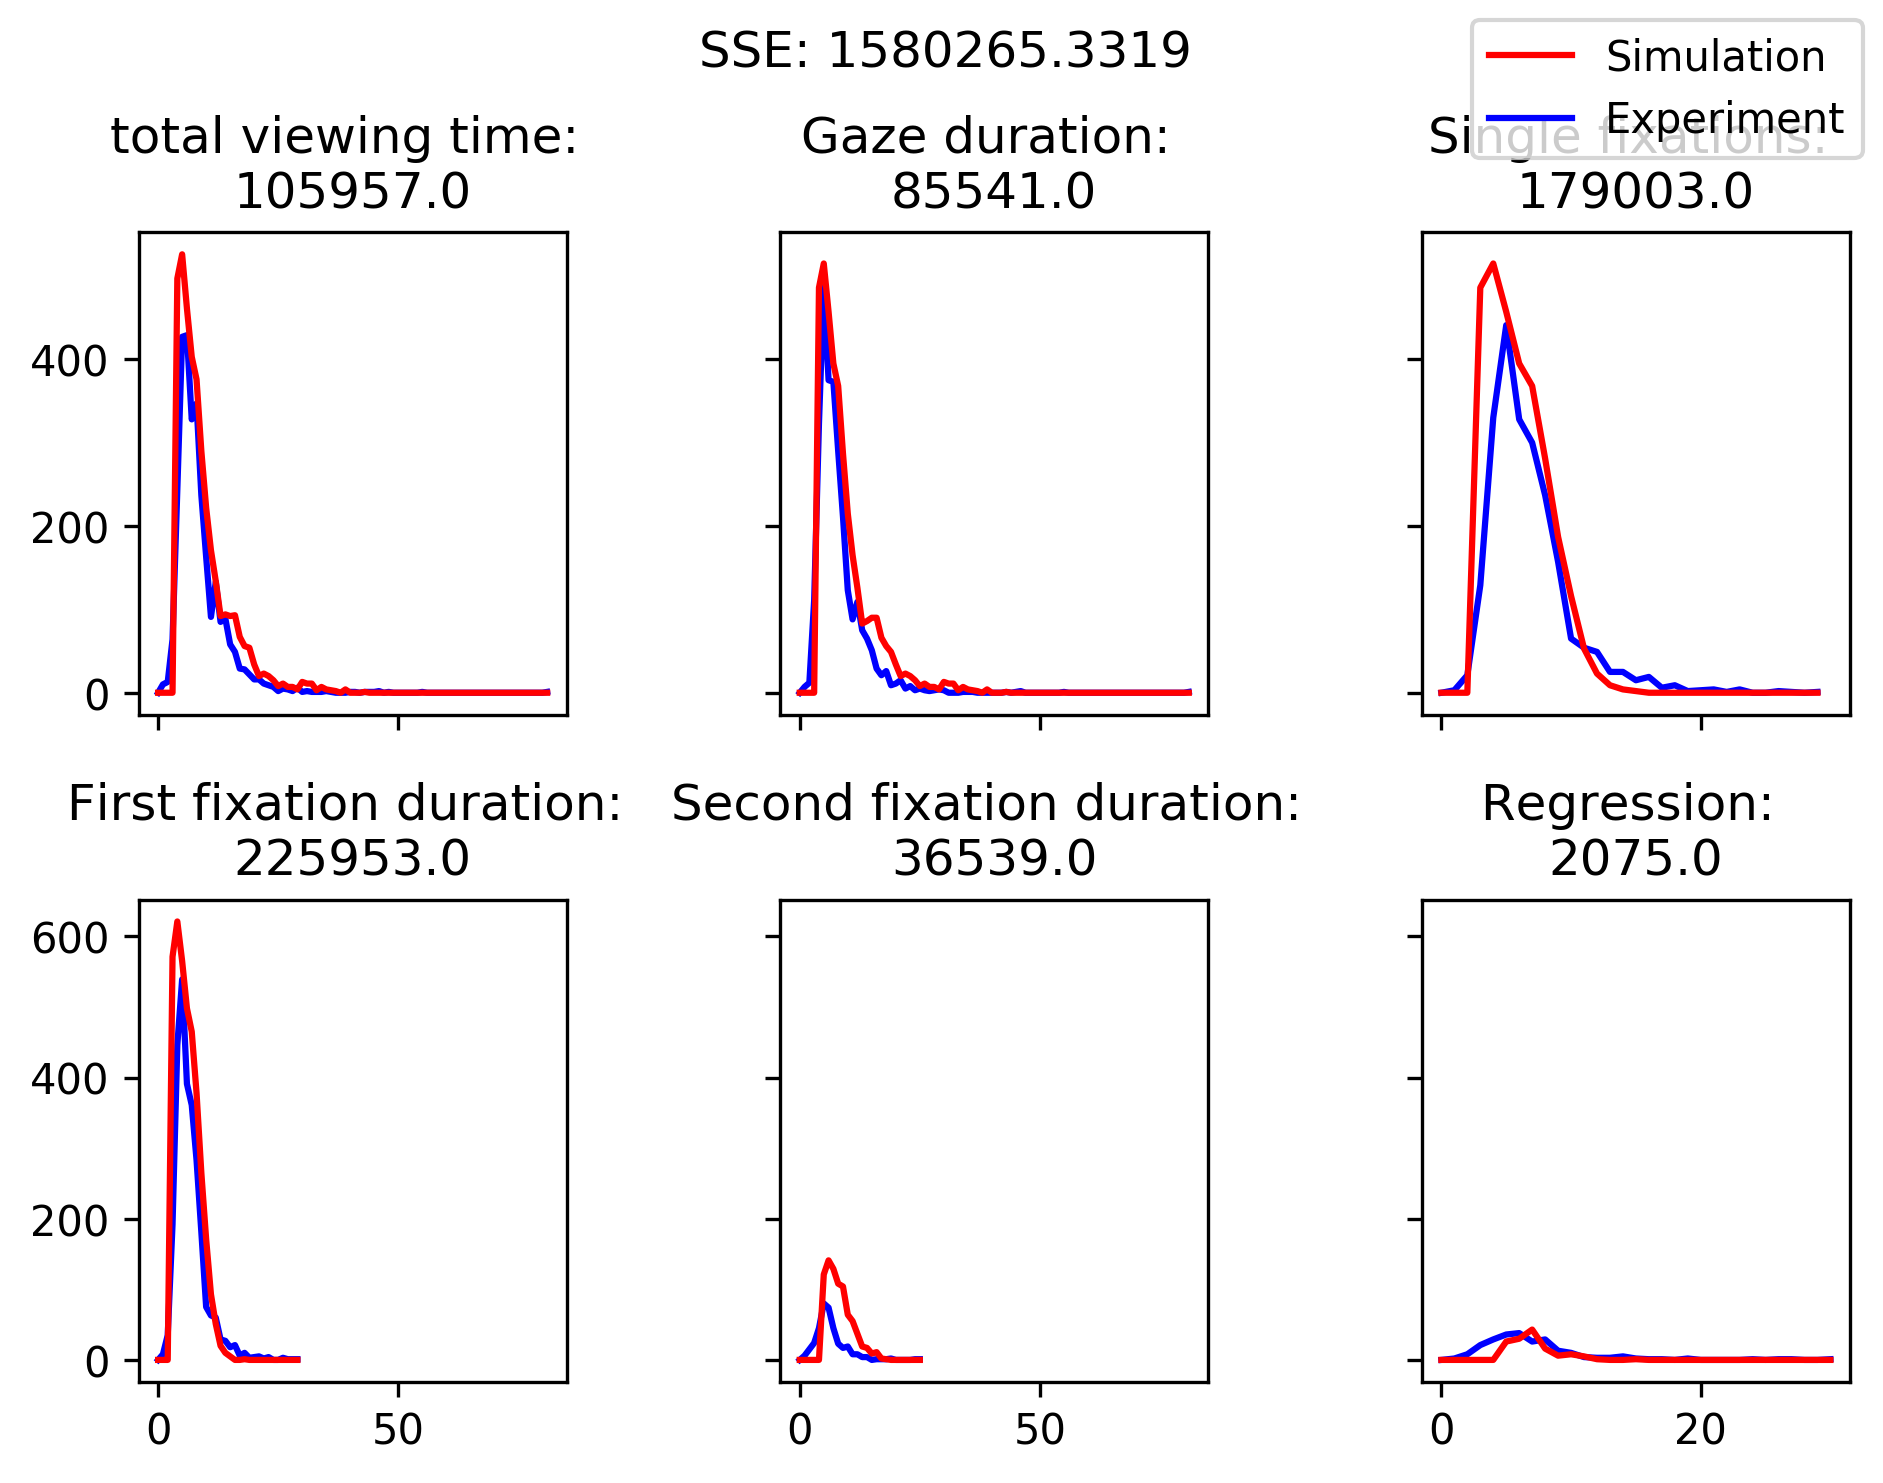 SSE: 1580265.3319
Simulation
Experiment
total viewing time:
105957.0
Gaze duration:
85541.0
Single fixations:
179003.0
400
200
0
First fixation duration:
225953.0
Second fixation duration:
36539.0
Regression:
2075.0
600
400
200
0
0 50
0 50
0 20